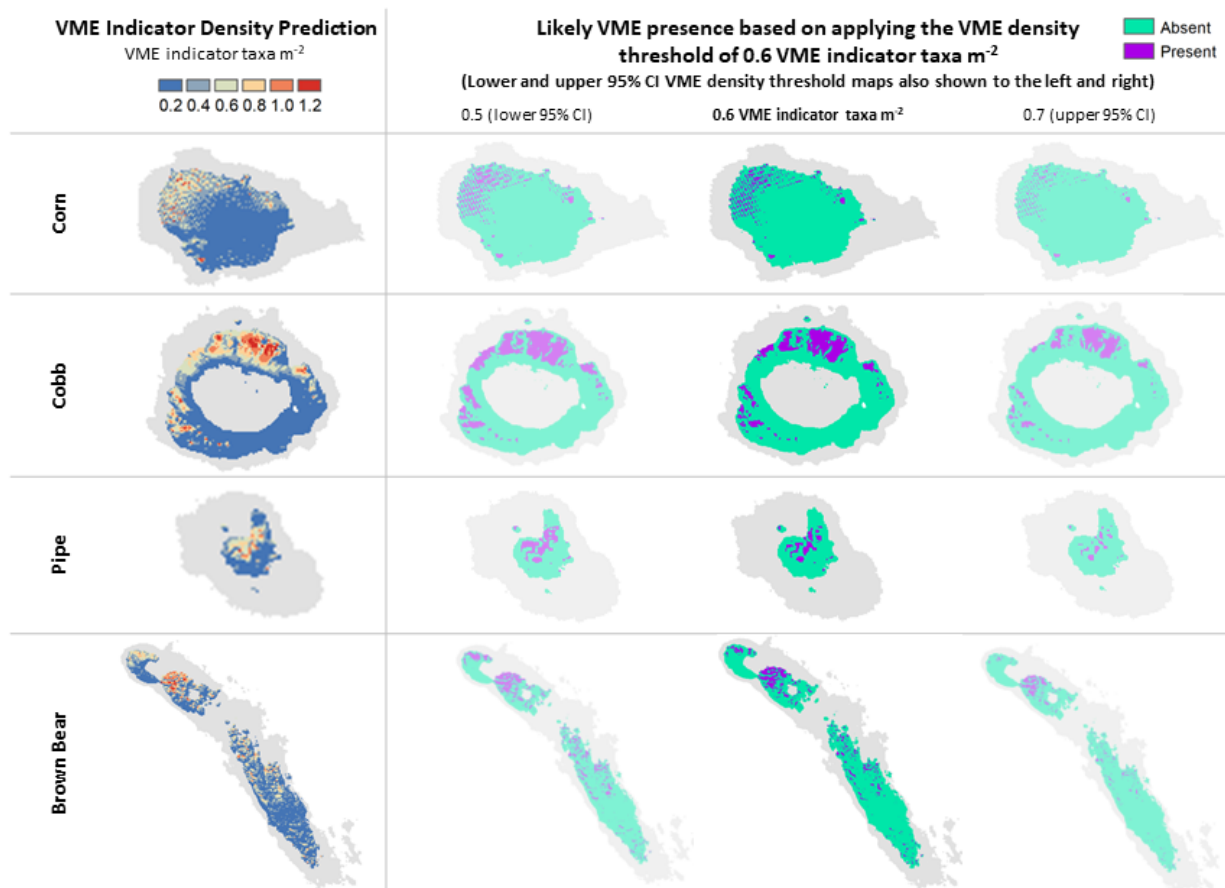 VME Indicator Density Prediction
VME indicator taxa m⁻²
0.2 0.4 0.6 0.8 1.0 1.2
Likely VME presence based on applying the VME density
threshold of 0.6 VME indicator taxa m⁻²
(Lower and upper 95% CI VME density threshold maps also shown to the left and right)
Absent
Present
0.5 (lower 95% CI)
0.6 VME indicator taxa m⁻²
0.7 (upper 95% CI)
Corn
Cobb
Pipe
Brown Bear